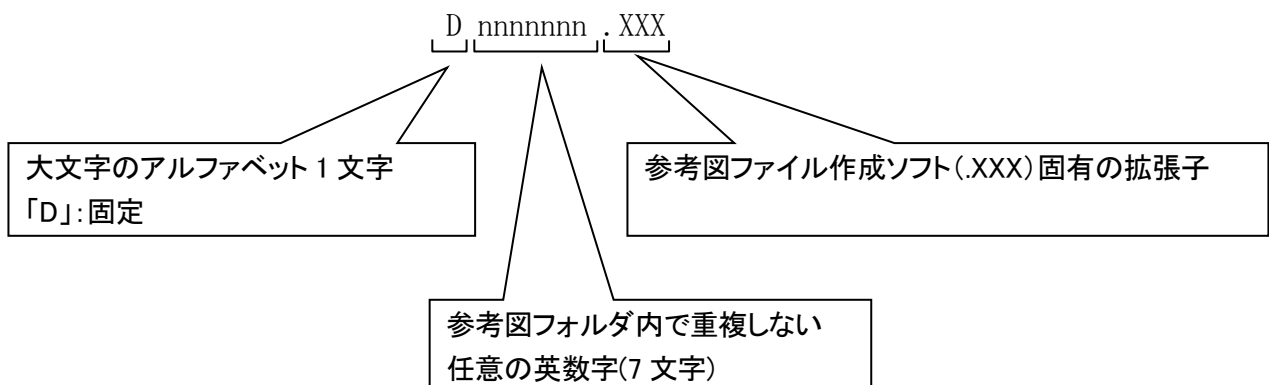 D nnnnnnn .XXX
大文字のアルファベット 1 文字
「D」：固定
参考図ファイル作成ソフト（.XXX）固有の拡張子
参考図フォルダ内で重複しない
任意の英数字(7 文字)